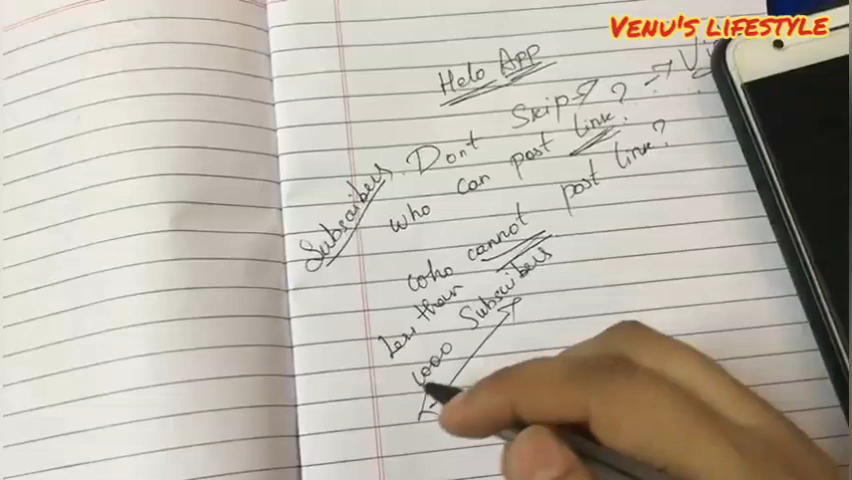 VENU'S LIFESTYLE
Helo App
Don't Skip → Vi
Subscribers
who can post link?
who cannot post link?
Less than
1000 Subscribers